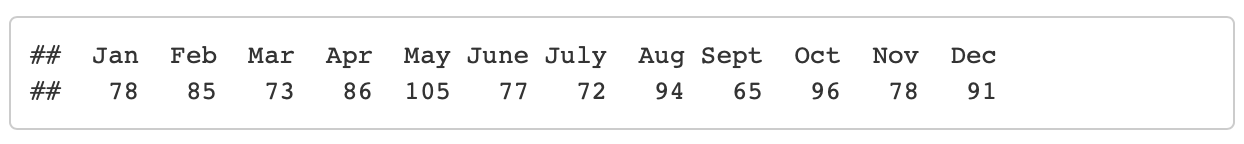 ##  Jan  Feb  Mar  Apr  May June July  Aug Sept  Oct  Nov  Dec
##   78   85   73   86  105   77   72   94   65   96   78   91